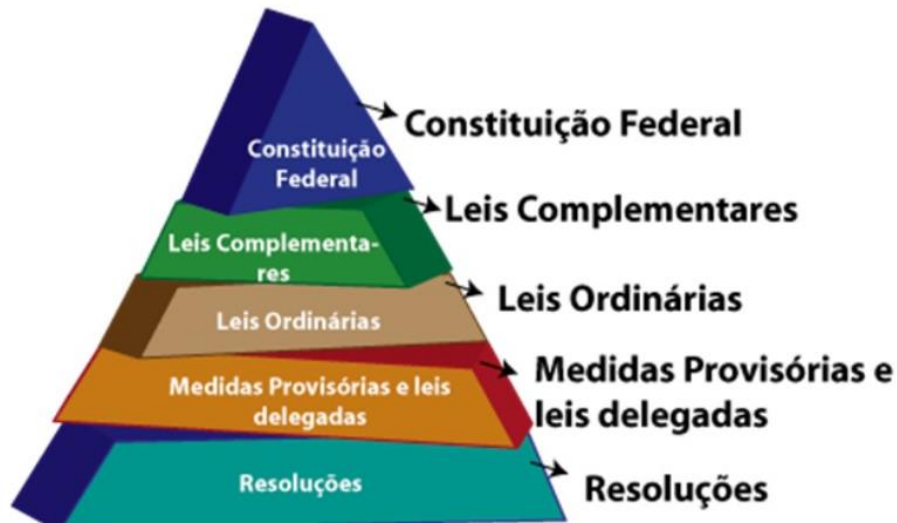 Constituição
Federal
Constituição Federal
Leis Complementa-
res
Leis Complementares
Leis Ordinárias
Leis Ordinárias
Medidas Provisórias e leis
delegadas
Medidas Provisórias e
leis delegadas
Resoluções
Resoluções